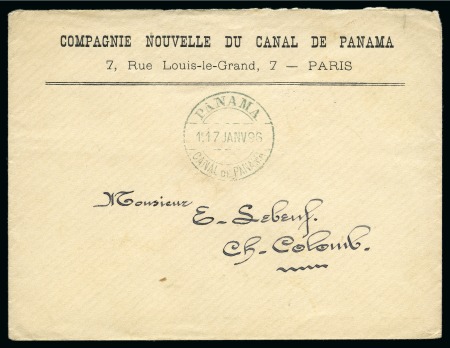 COMPAGNIE NOUVELLE DU CANAL DE PANAMA
7, Rue Louis-le-Grand, 7 — PARIS
PANAMA
17 JANV 96
CANAL DE PANAMA
Monsieur
E. Lebeuf.
Ch. Colomb.